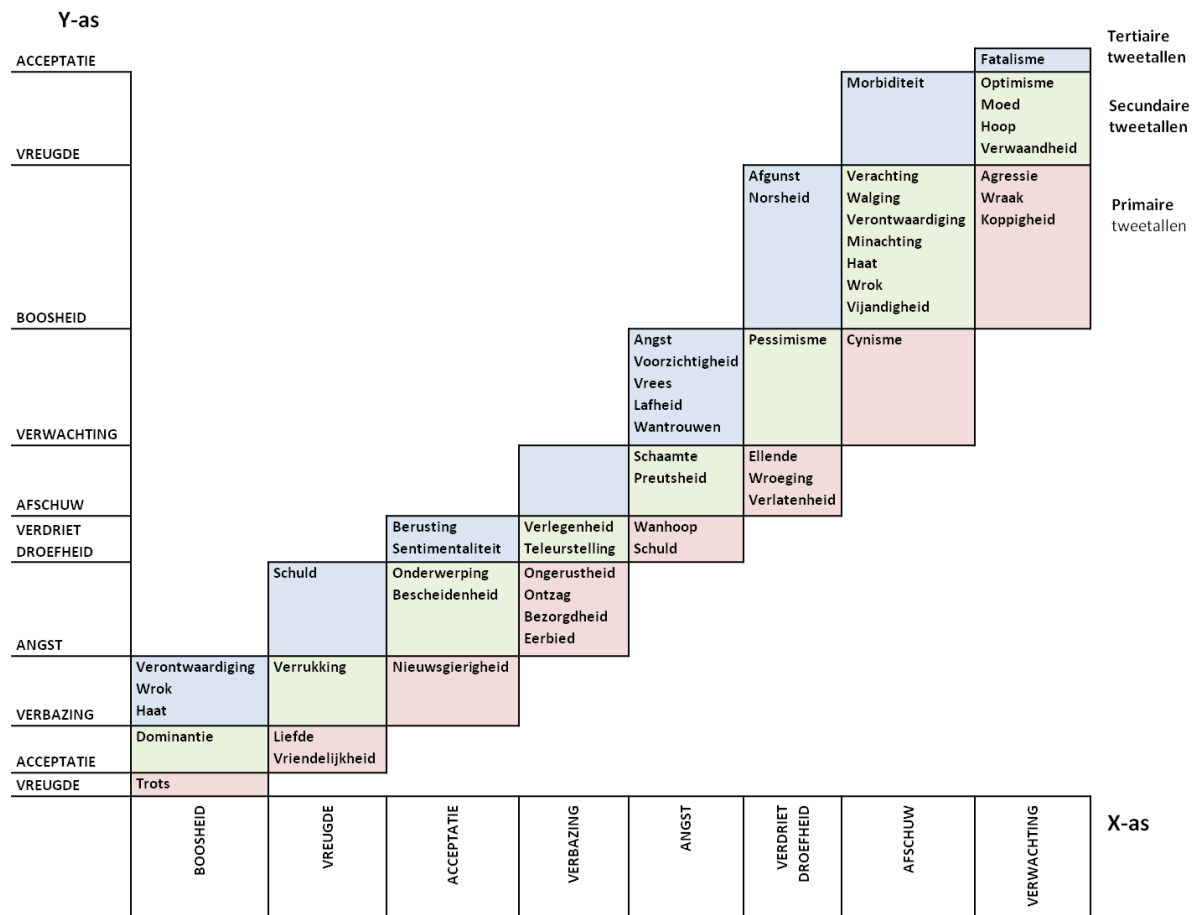 Y-as
Tertiaire
tweetallen
ACCEPTATIE
Fatalisme
Morbiditeit
Optimisme
Moed
Hoop
Verwaandheid
Secundaire
tweetallen
VREUGDE
Afgunst
Norsheid
Verachting
Walging
Verontwaardiging
Minachting
Haat
Wrok
Vijandigheid
Agressie
Wraak
Koppigheid
Primaire
tweetallen
BOOSHEID
Angst
Voorzichtigheid
Vrees
Lafheid
Wantrouwen
Pessimisme
Cynisme
VERWACHTING
Schaamte
Preutsheid
Ellende
Wroeging
Verlatenheid
AFSCHUW
VERDRIET
DROEFHEID
Berusting
Sentimentaliteit
Verlegenheid
Teleurstelling
Wanhoop
Schuld
Schuld
Onderwerping
Bescheidenheid
Ongerustheid
Ontzag
Bezorgdheid
Eerbied
ANGST
Verontwaardiging
Wrok
Haat
Verrukking
Nieuwsgierigheid
VERBAZING
Dominantie
Liefde
Vriendelijkheid
ACCEPTATIE
VREUGDE
Trots
BOOSHEID
VREUGDE
ACCEPTATIE
VERBAZING
ANGST
VERDRIET
DROEFHEID
AFSCHUW
VERWACHTING
X-as